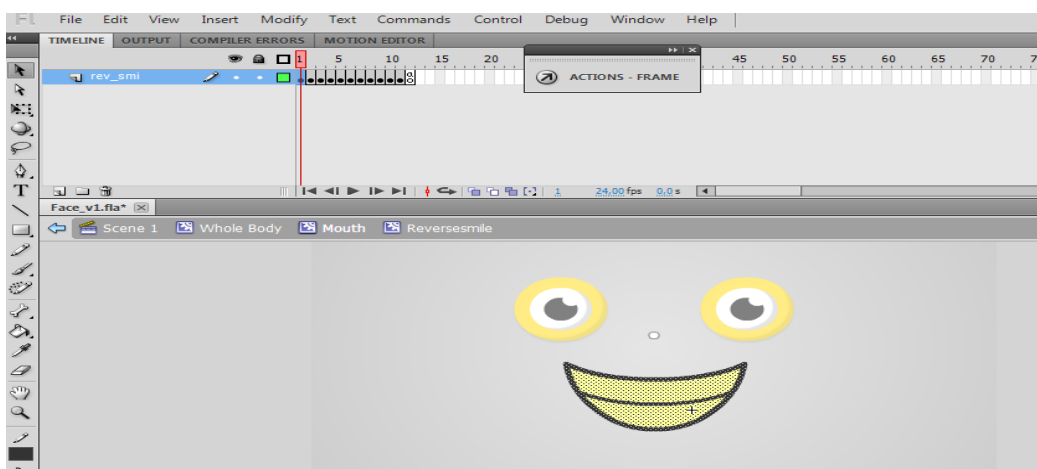 Fl File Edit View Insert Modify Text Commands Control Debug Window Help
TIMELINE OUTPUT COMPILER ERRORS MOTION EDITOR
1 5 10 15 20 45 50 55 60 65 70
rev_smi
ACTIONS - FRAME
1 24.00 fps 0.0 s
Face_v1.fla*
Scene 1 Whole Body Mouth Reversesmile